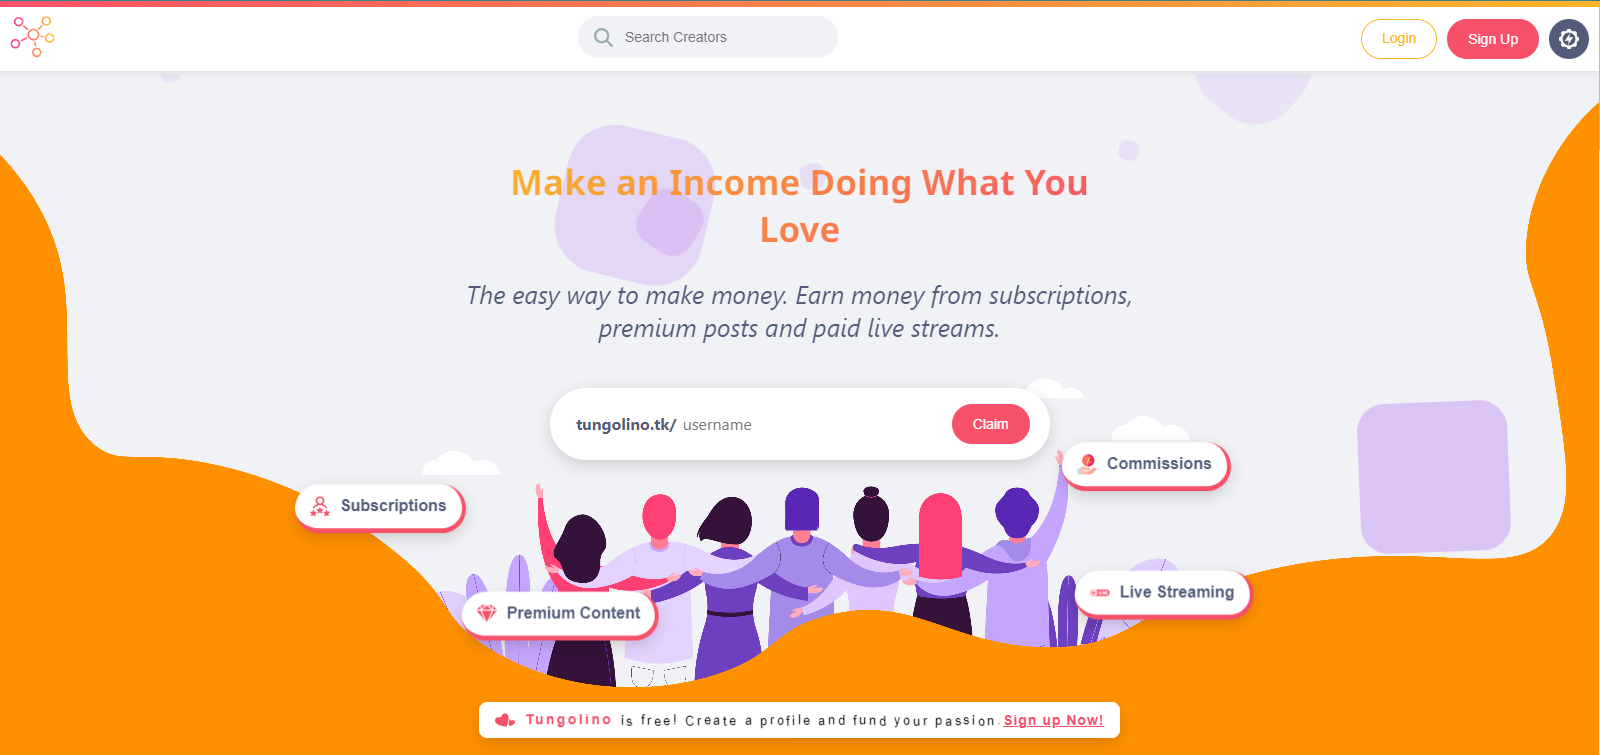 Search Creators
Login
Sign Up
Make an Income Doing What You
Love
The easy way to make money. Earn money from subscriptions,
premium posts and paid live streams.
tungolino.tk/ username
Claim
Commissions
Subscriptions
Live Streaming
Premium Content
Tungolino is free! Create a profile and fund your passion. Sign up Now!